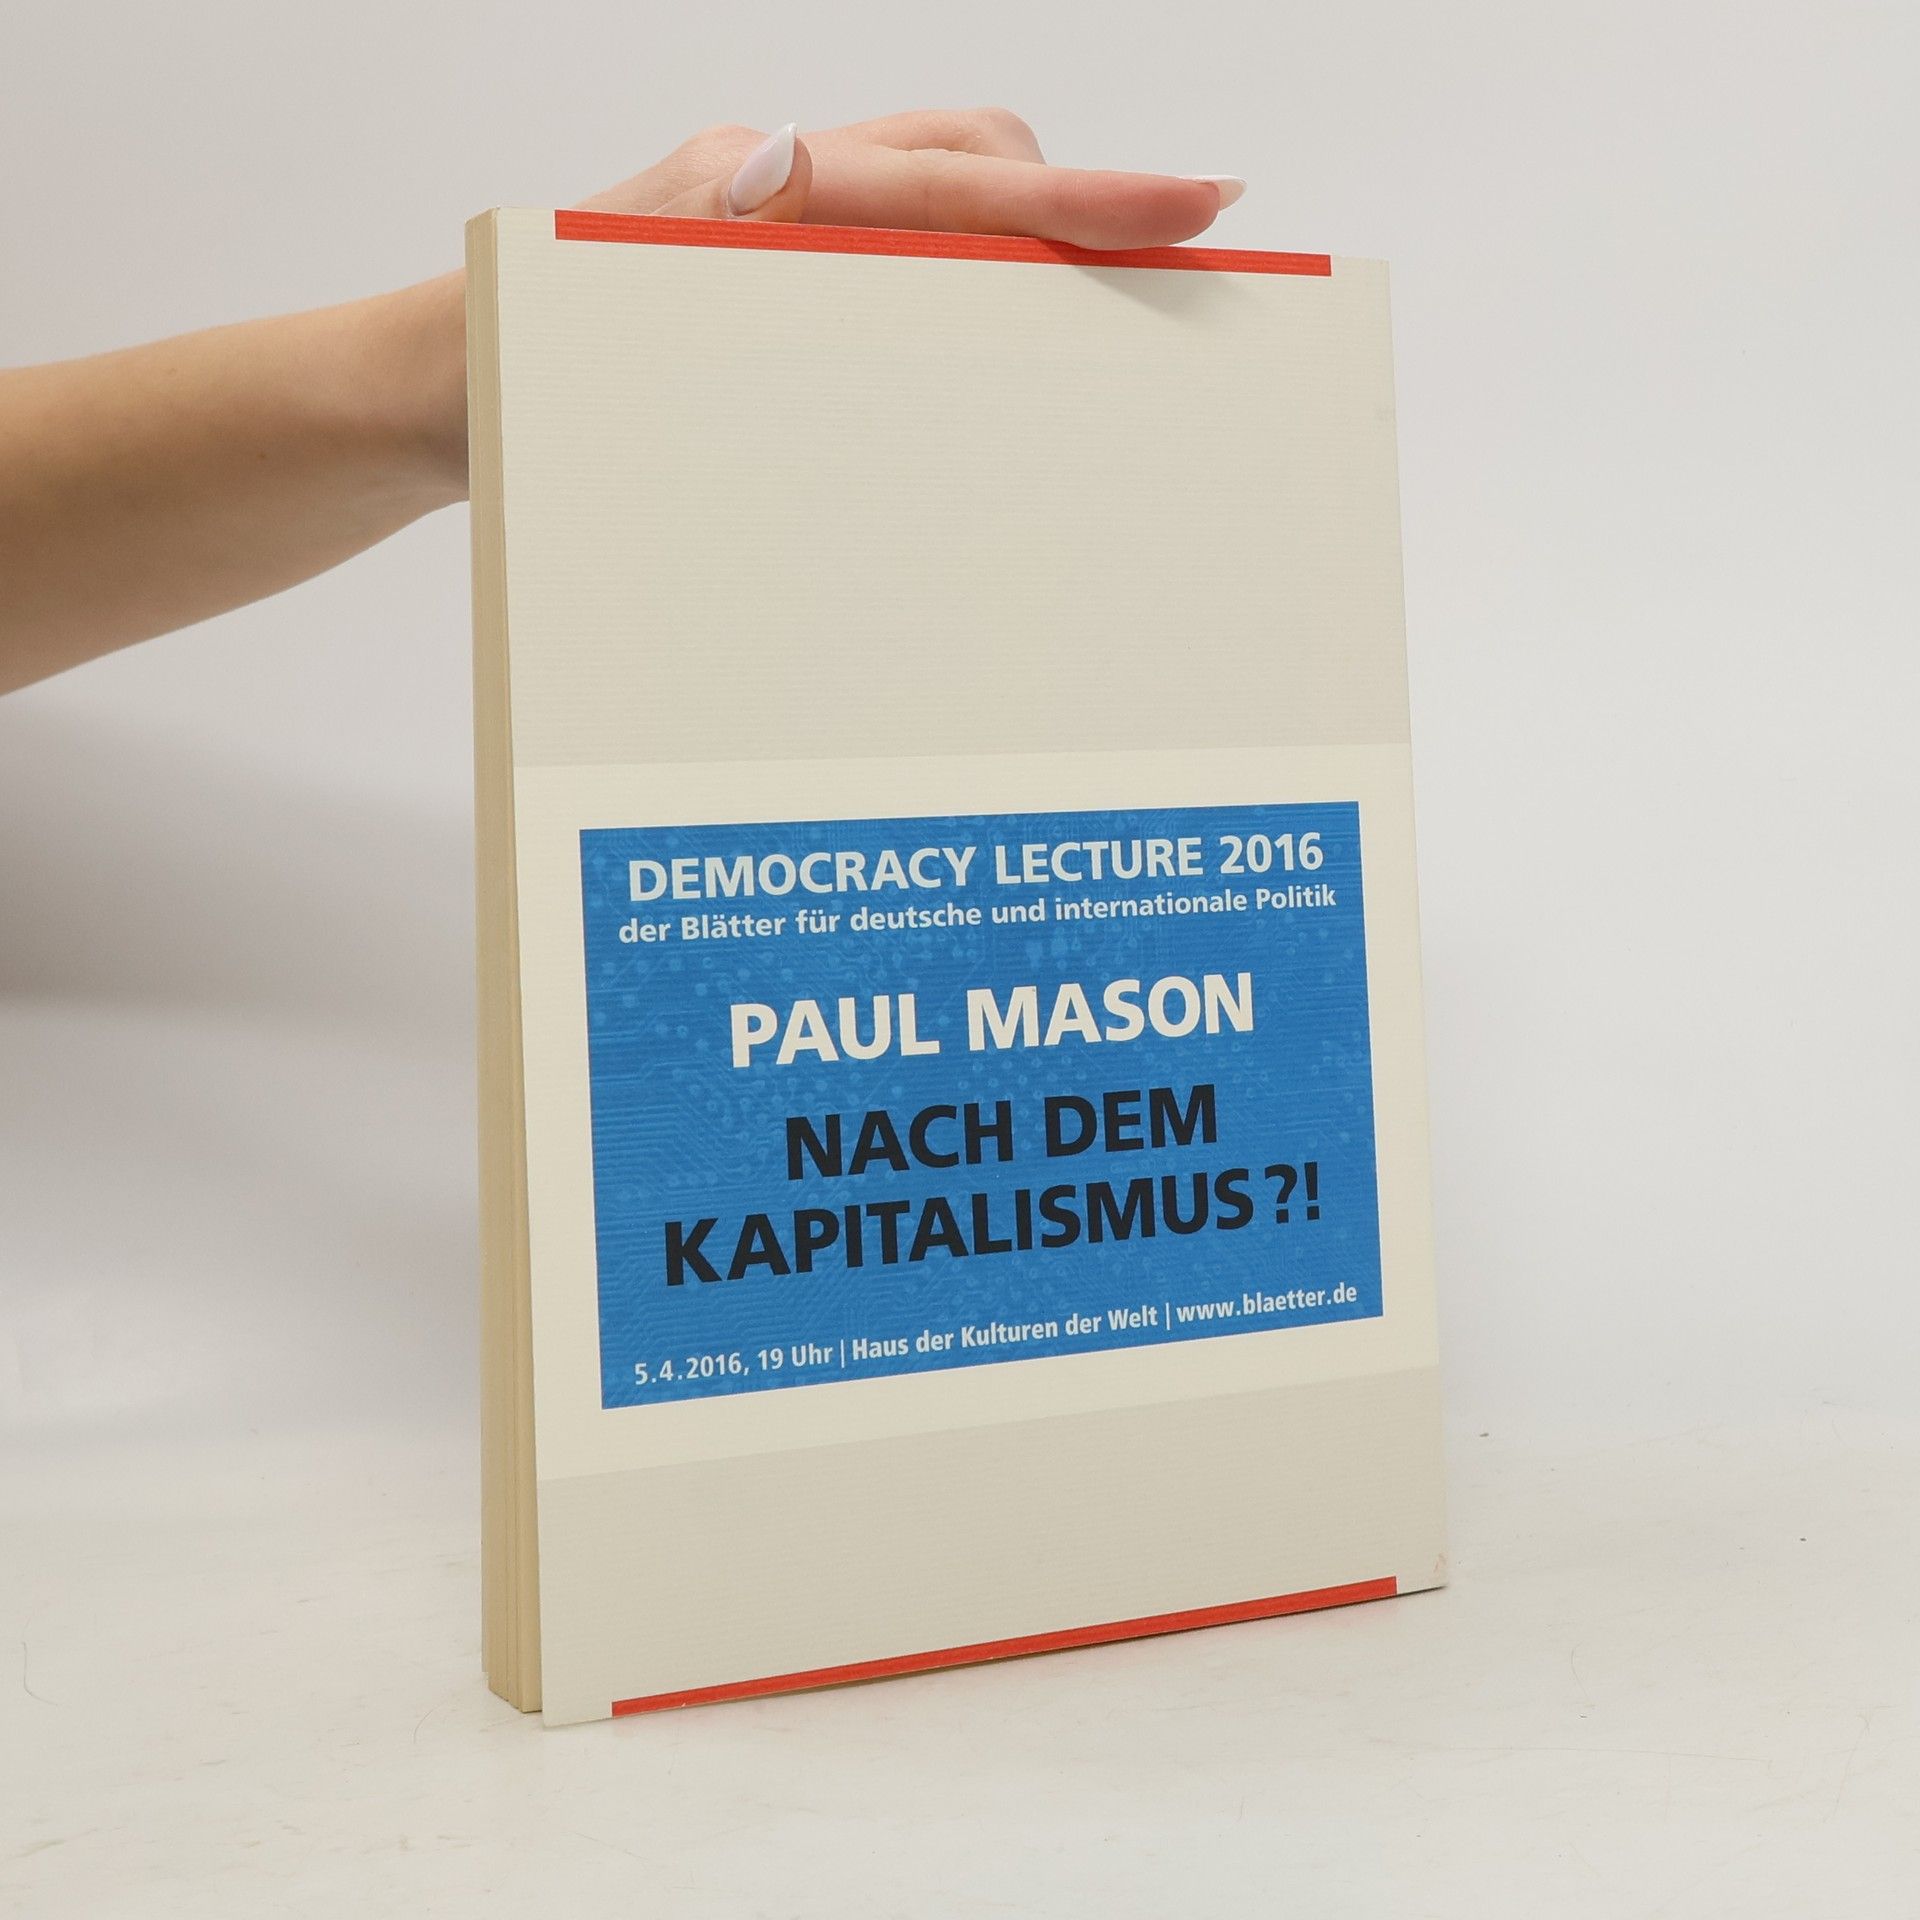 DEMOCRACY LECTURE 2016
der Blätter für deutsche und internationale Politik
PAUL MASON
NACH DEM
KAPITALISMUS?!
5.4.2016, 19 Uhr | Haus der Kulturen der Welt | www.blaetter.de